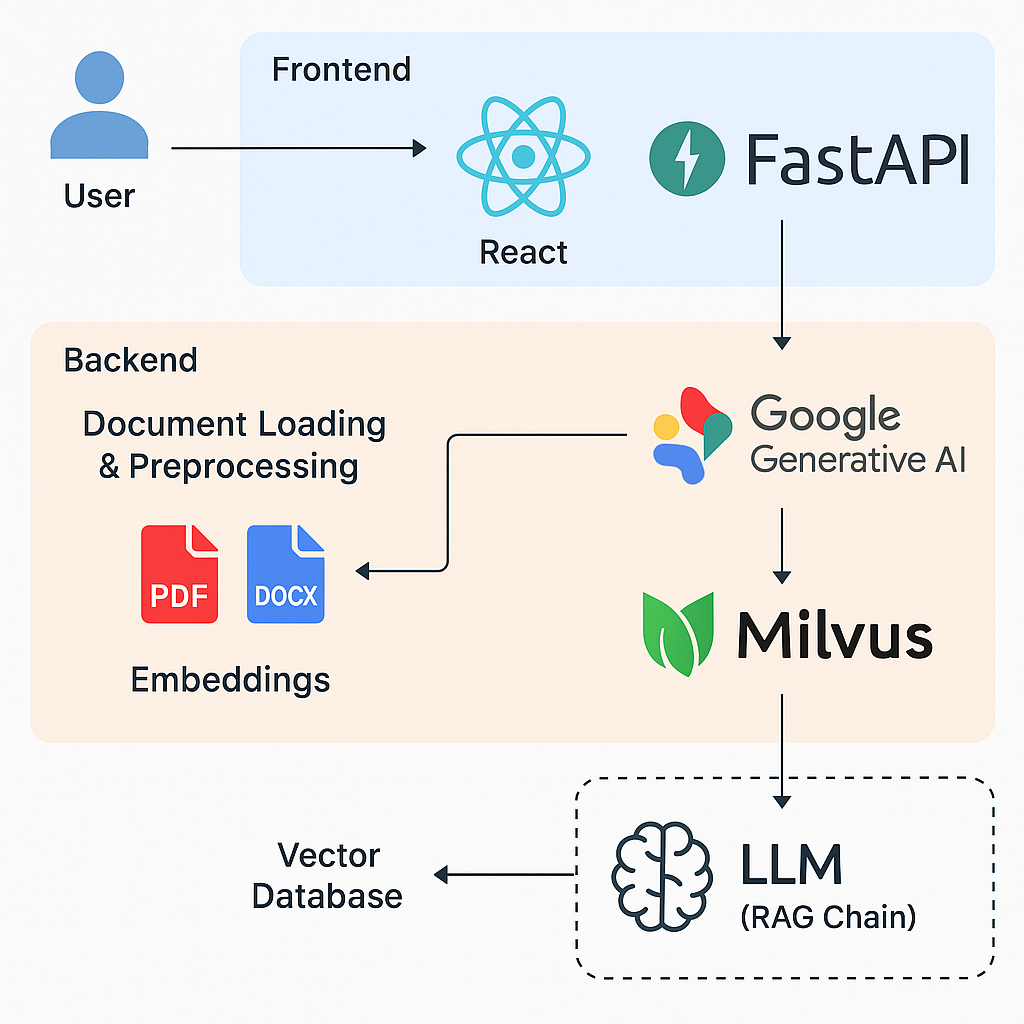 Frontend
FastAPI
User
React
Backend
Document Loading
& Preprocessing
Google
Generative AI
PDF
DOCX
Milvus
Embeddings
Vector
Database
LLM
(RAG Chain)